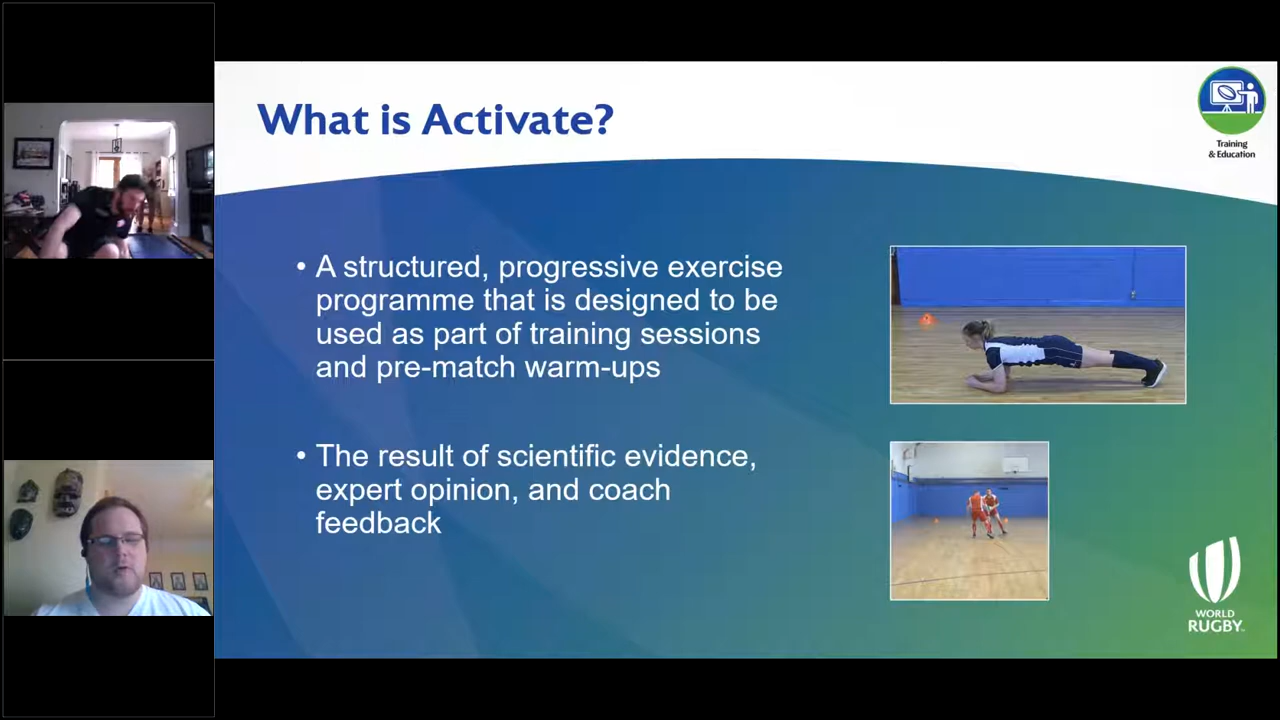 What is Activate?
Training
& Education
• A structured, progressive exercise
programme that is designed to be
used as part of training sessions
and pre-match warm-ups
• The result of scientific evidence,
expert opinion, and coach
feedback
WORLD
RUGBY™